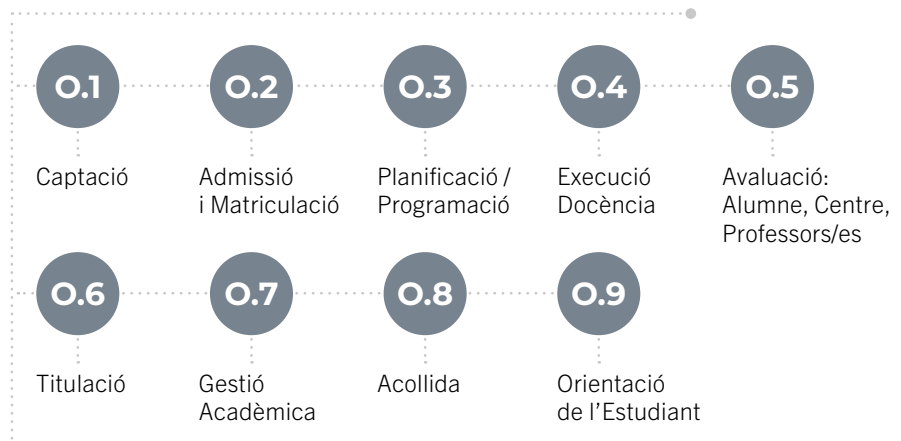 O.1
O.2
O.3
O.4
O.5
Captació
Admissió
i Matriculació
Planificació /
Programació
Execució
Docència
Avaluació:
Alumne, Centre,
Professors/es
O.6
O.7
O.8
O.9
Titulació
Gestió
Acadèmica
Acollida
Orientació
de l’Estudiant